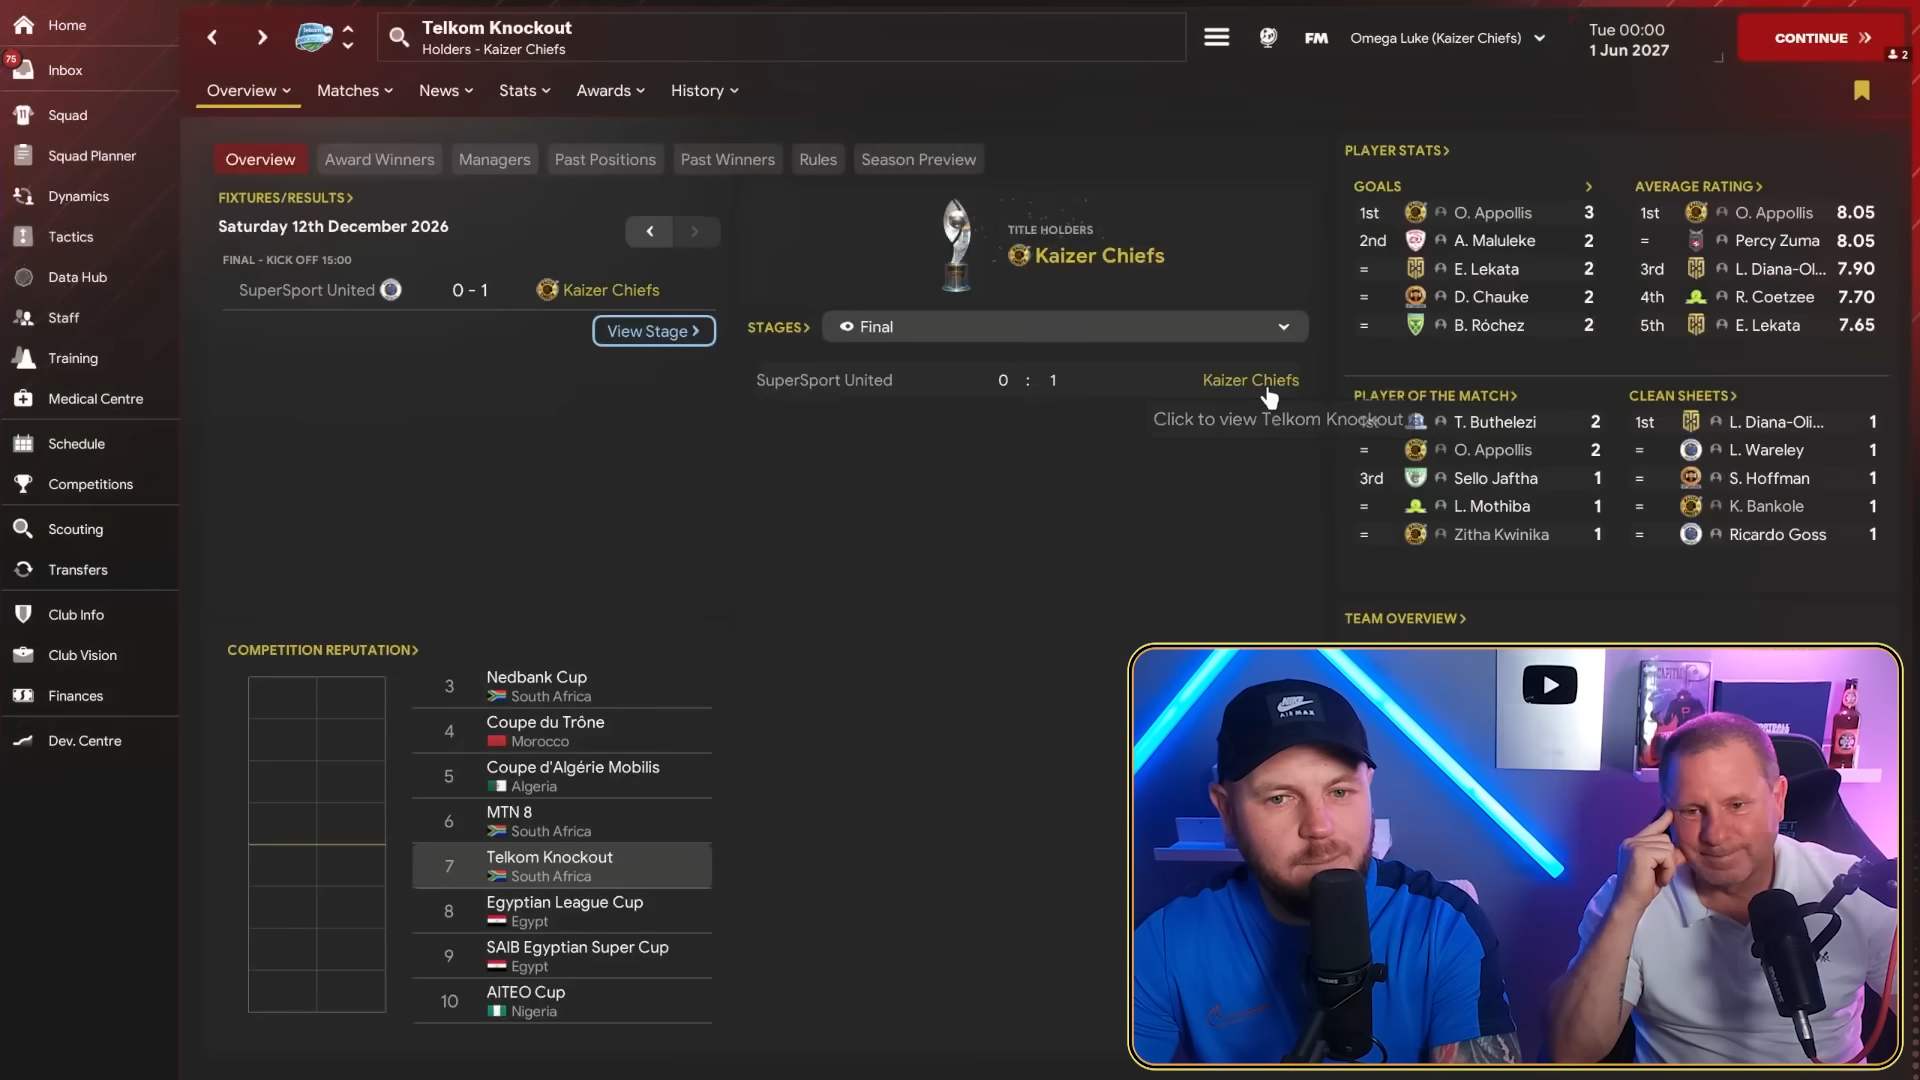 Home
75
Inbox
Squad
Squad Planner
Dynamics
Tactics
Data Hub
Staff
Training
Medical Centre
Schedule
Competitions
Scouting
Transfers
Club Info
Club Vision
Finances
Dev. Centre
Telkom Knockout
Holders - Kaizer Chiefs
FM
Omega Luke (Kaizer Chiefs)
Tue 00:00
1 Jun 2027
CONTINUE
2
Overview
Matches
News
Stats
Awards
History
Overview
Award Winners
Managers
Past Positions
Past Winners
Rules
Season Preview
FIXTURES/RESULTS>
Saturday 12th December 2026
FINAL - KICK OFF 15:00
SuperSport United 0 - 1 Kaizer Chiefs
View Stage >
TITLE HOLDERS
Kaizer Chiefs
STAGES> Final
SuperSport United 0 : 1 Kaizer Chiefs
Click to view Telkom Knockout
COMPETITION REPUTATION>
3 Nedbank Cup
South Africa
4 Coupe du Trône
Morocco
5 Coupe d'Algérie Mobilis
Algeria
6 MTN 8
South Africa
7 Telkom Knockout
South Africa
8 Egyptian League Cup
Egypt
9 SAIB Egyptian Super Cup
Egypt
10 AITEO Cup
Nigeria
PLAYER STATS>
GOALS >
1st O. Appollis 3
2nd A. Maluleke 2
= E. Lekata 2
= D. Chauke 2
= B. Róchez 2
AVERAGE RATING>
1st O. Appollis 8.05
= Percy Zuma 8.05
3rd L. Diana-Ol... 7.90
4th R. Coetzee 7.70
5th E. Lekata 7.65
PLAYER OF THE MATCH>
1st T. Buthelezi 2
= O. Appollis 2
3rd Sello Jaftha 1
= L. Mothiba 1
= Zitha Kwinika 1
CLEAN SHEETS>
1st L. Diana-Oli... 1
= L. Wareley 1
= S. Hoffman 1
= K. Bankole 1
= Ricardo Goss 1
TEAM OVERVIEW>
AIR MAX